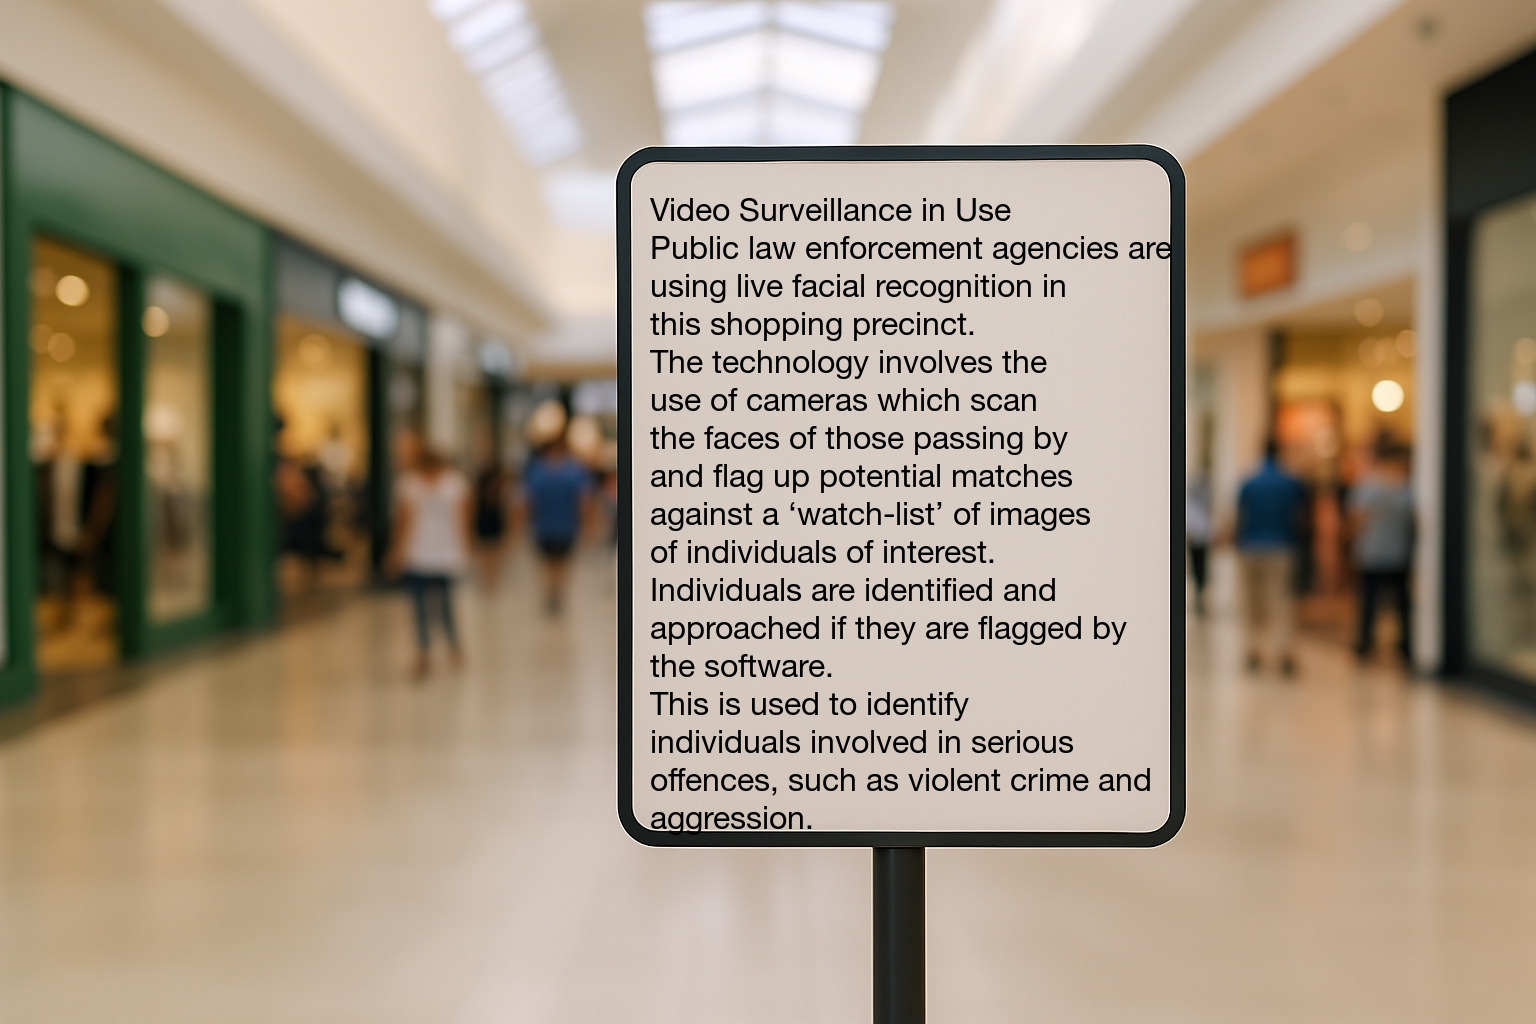 Video Surveillance in Use
Public law enforcement agencies are
using live facial recognition in
this shopping precinct.
The technology involves the
use of cameras which scan
the faces of those passing by
and flag up potential matches
against a ‘watch-list’ of images
of individuals of interest.
Individuals are identified and
approached if they are flagged by
the software.
This is used to identify
individuals involved in serious
offences, such as violent crime and
aggression.